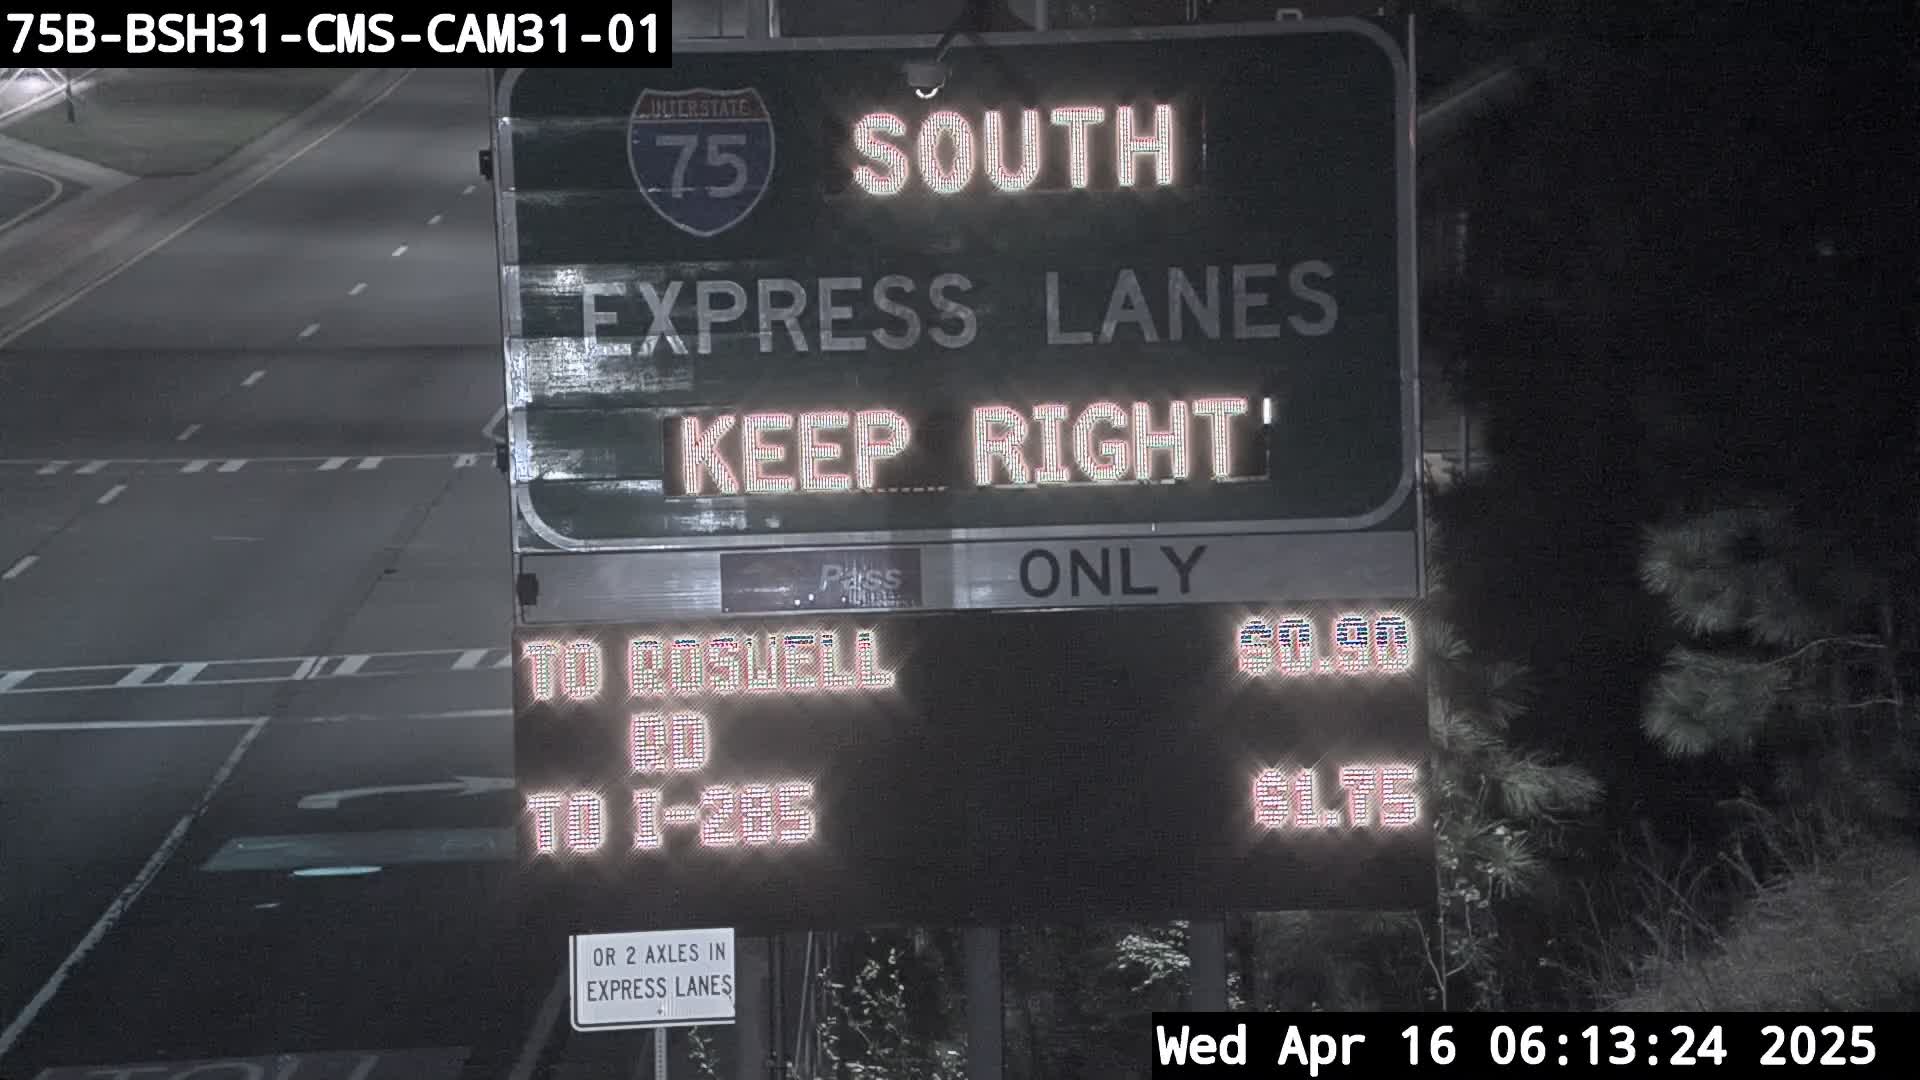 75B-BSH31-CMS-CAM31-01
INTERSTATE
75
SOUTH
EXPRESS LANES
KEEP RIGHT
Pass ONLY
TO ROSWELL $0.90
RD
TO I-285 $1.75
OR 2 AXLES IN
EXPRESS LANES
TOLL
Wed Apr 16 06:13:24 2025